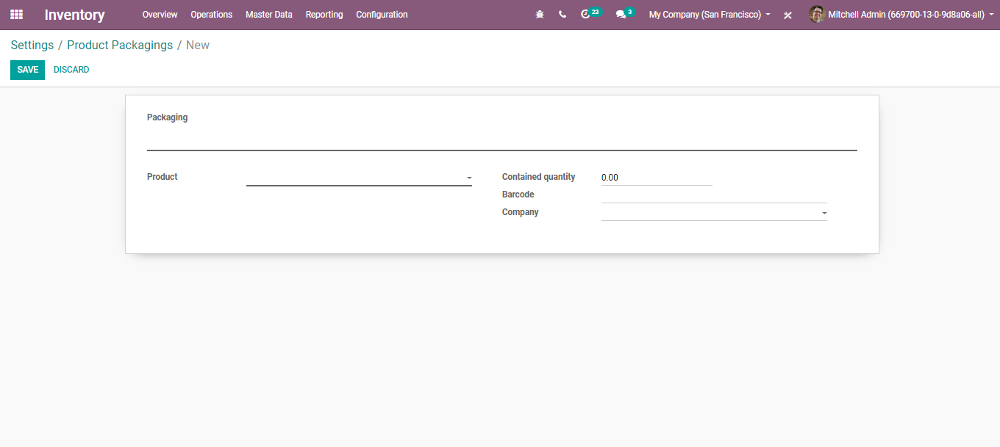 Inventory Overview Operations Master Data Reporting Configuration 23 3 My Company (San Francisco) Mitchell Admin (669700-13-0-9d8a06-all)
Settings / Product Packagings / New
SAVE DISCARD
Packaging
Product Contained quantity 0.00
Barcode
Company